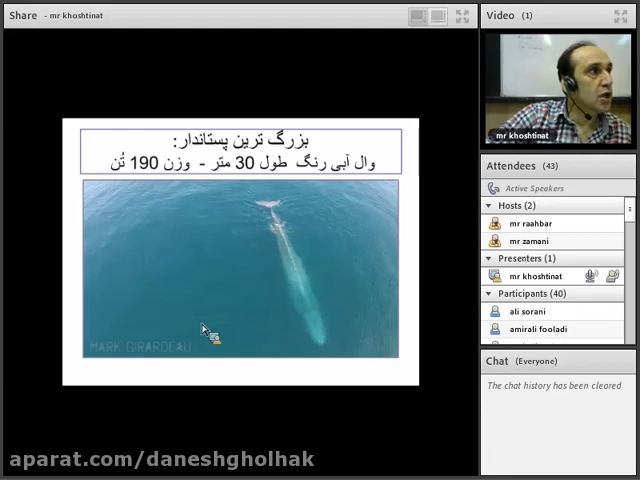 Share - mr khoshtinat
بزرگ ترین پستاندار:
وال آبی رنگ طول 30 متر - وزن 190 تُن
MARK GIRARDEAU
aparat.com/daneshgholhak
Video (1)
mr khoshtinat
Attendees (43)
Active Speakers
Hosts (2)
mr raahbar
mr zamani
Presenters (1)
mr khoshtinat
Participants (40)
ali sorani
amirali fooladi
Chat (Everyone)
The chat history has been cleared